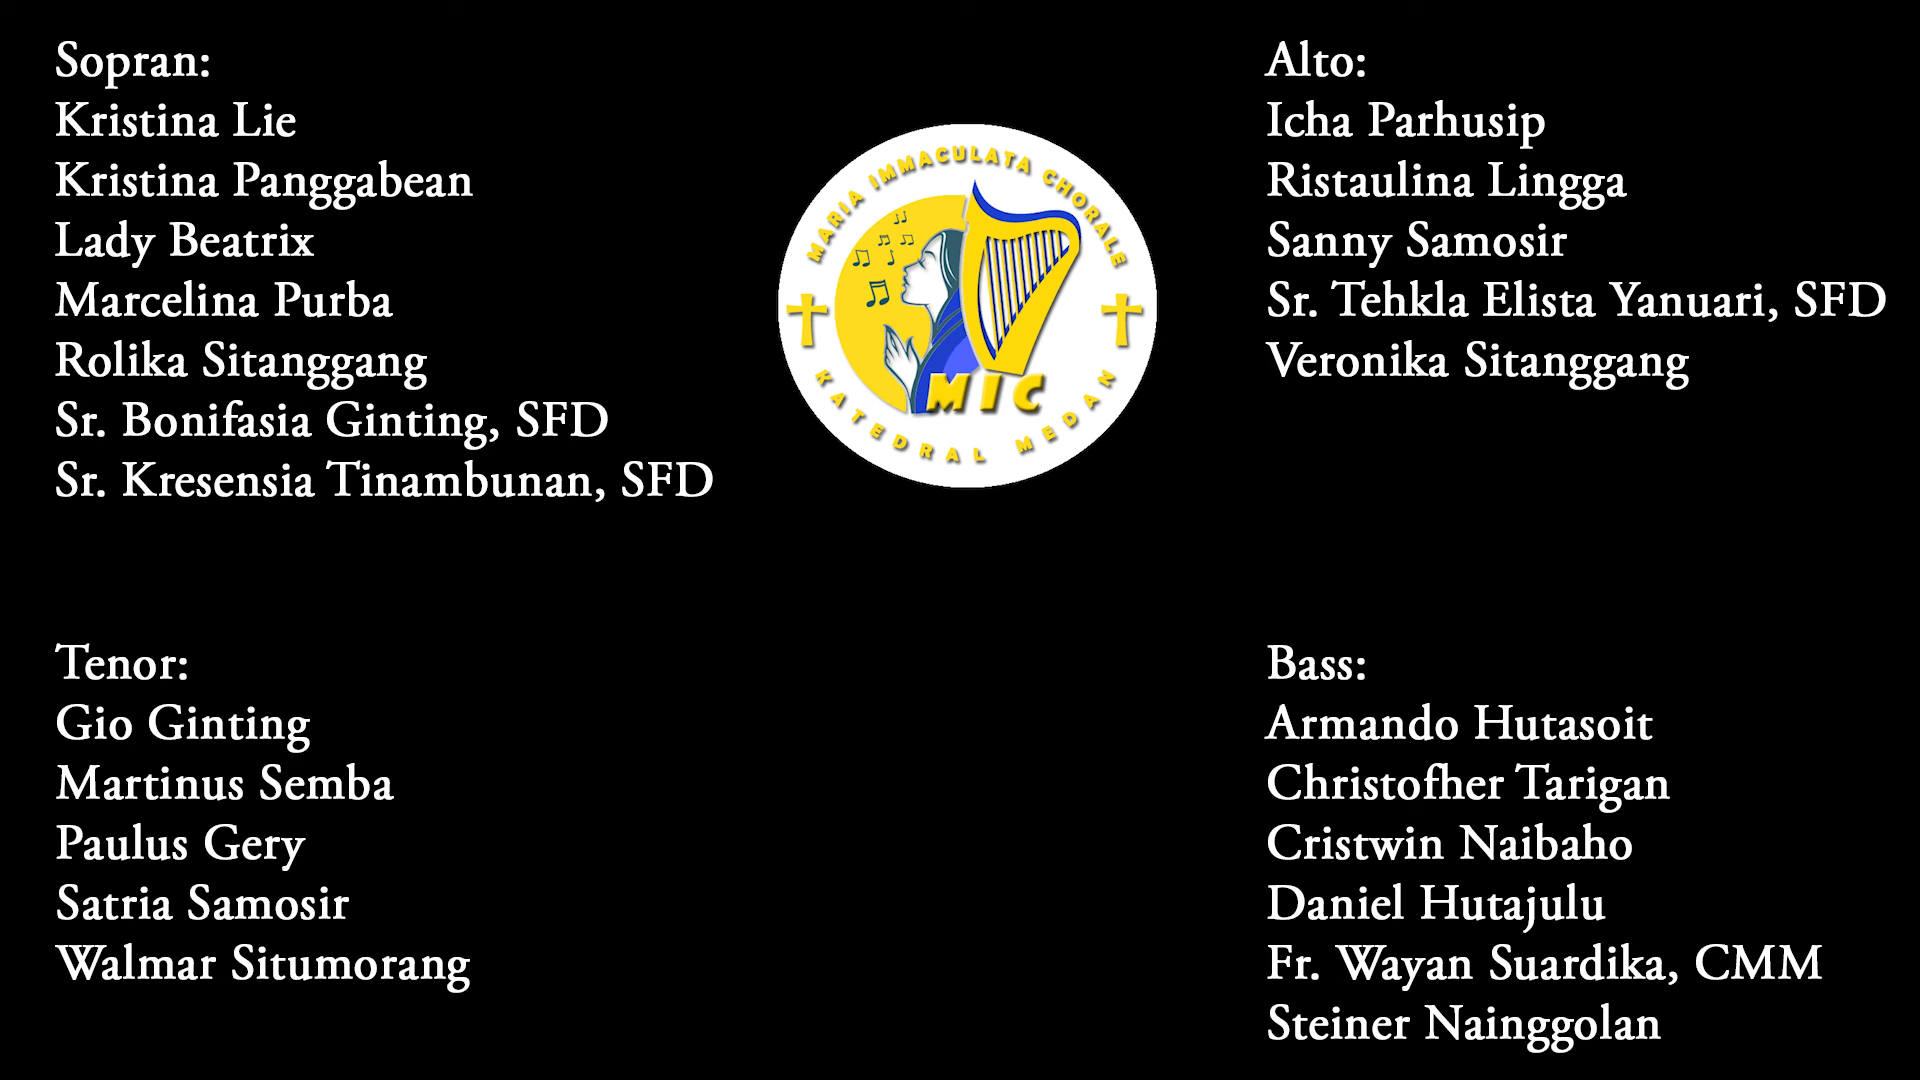 Sopran:
Kristina Lie
Kristina Panggabean
Lady Beatrix
Marcelina Purba
Rolika Sitanggang
Sr. Bonifasia Ginting, SFD
Sr. Kresensia Tinambunan, SFD
MARIA IMMACULATA CHORALE
MIC
KATEDRAL MEDAN
Alto:
Icha Parhusip
Ristaulina Lingga
Sanny Samosir
Sr. Tehkla Elista Yanuari, SFD
Veronika Sitanggang
Tenor:
Gio Ginting
Martinus Semba
Paulus Gery
Satria Samosir
Walmar Situmorang
Bass:
Armando Hutasoit
Christofher Tarigan
Cristwin Naibaho
Daniel Hutajulu
Fr. Wayan Suardika, CMM
Steiner Nainggolan